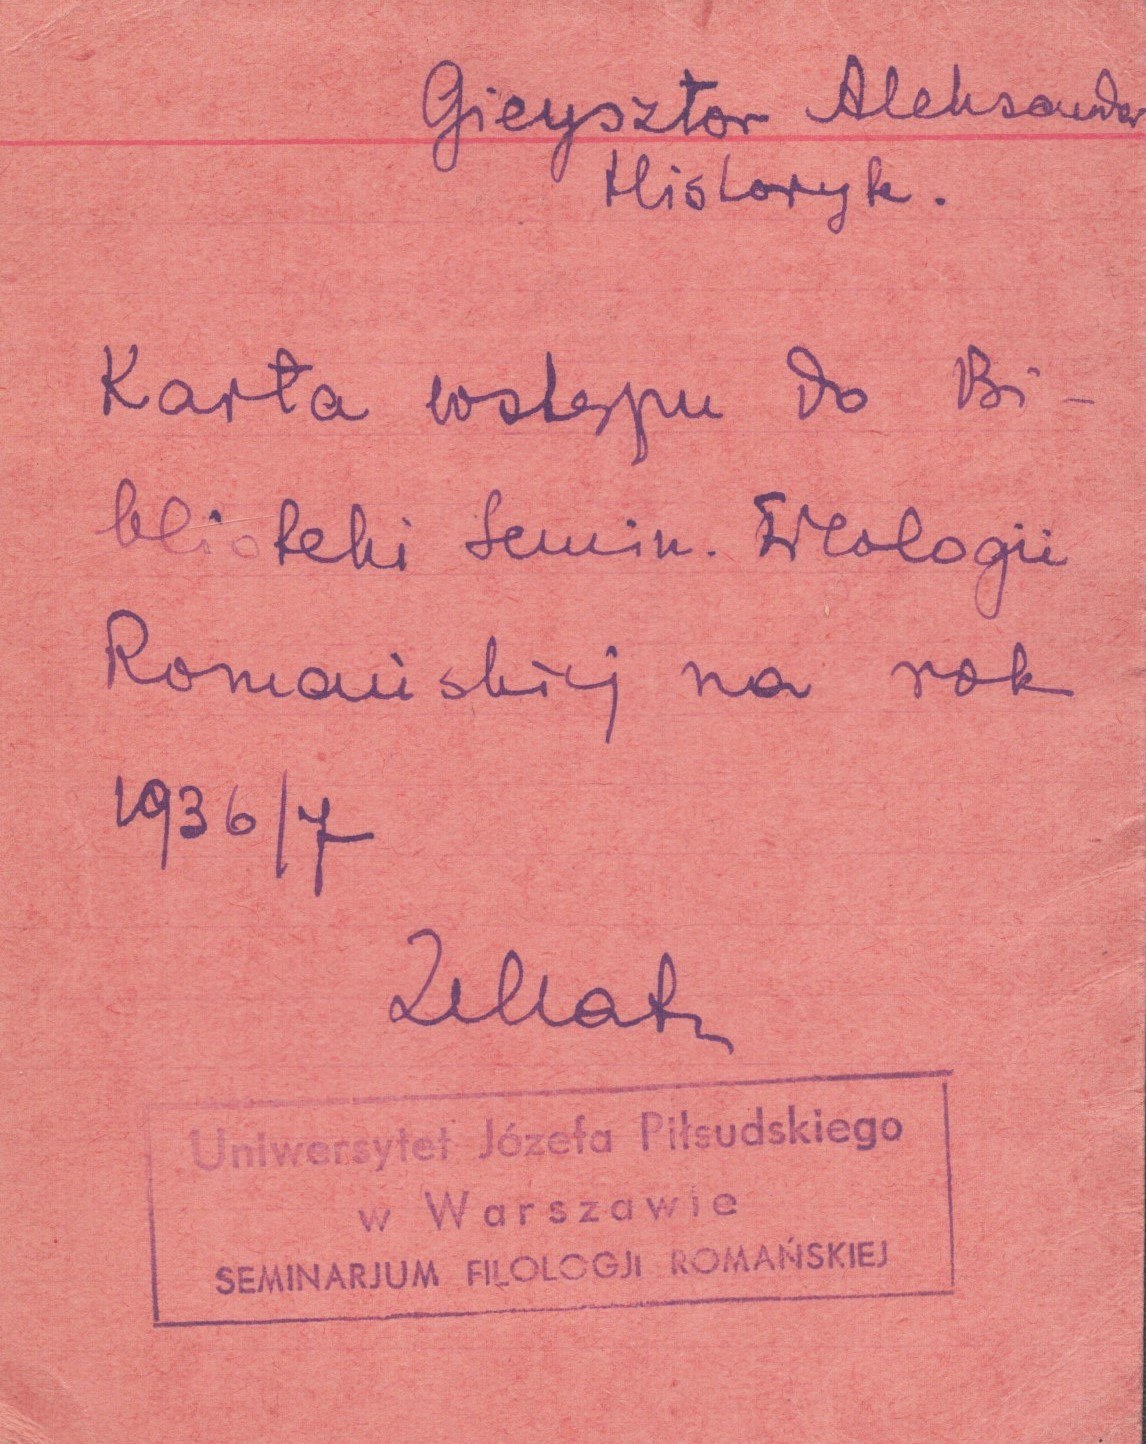 Gieysztor Aleksander
Historyk.
Karta wstępu do Bi-
blioteki Semin. Filologii
Romańskiej na rok
1936/7
Uniwersytet Józefa Piłsudskiego
w Warszawie
SEMINARJUM FILOLOGJI ROMAŃSKIEJ